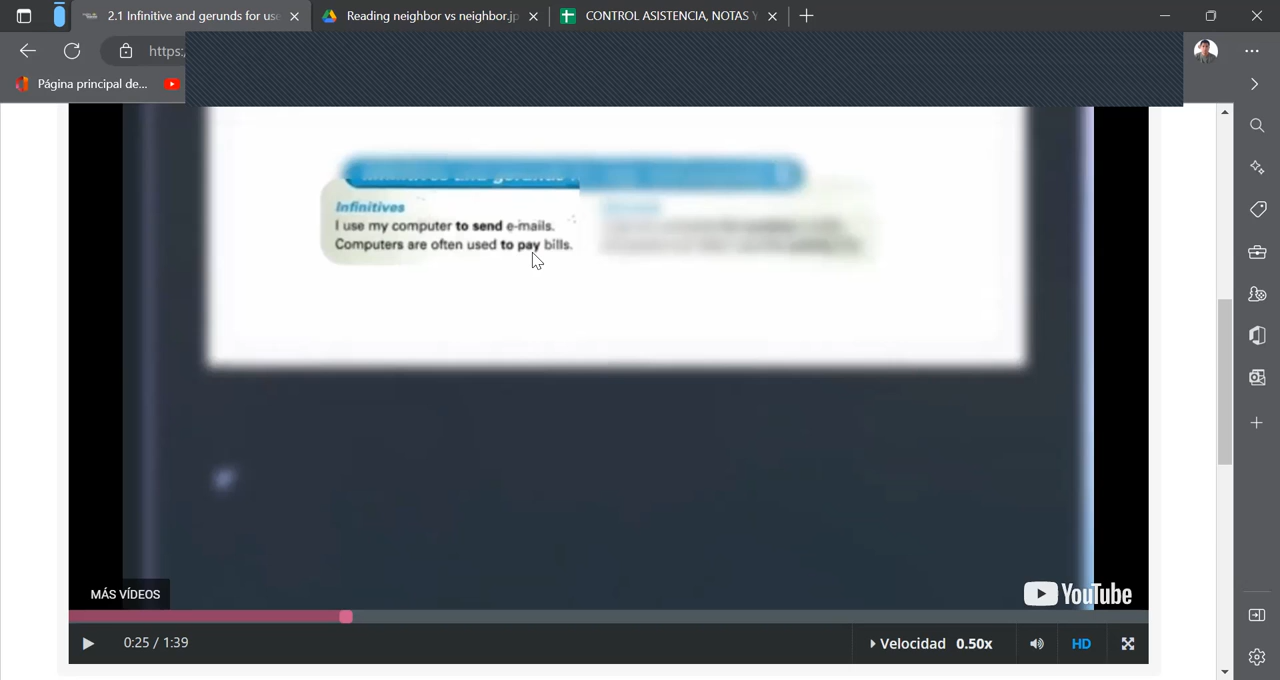 2.1 Infinitive and gerunds for use
Reading neighbor vs neighbor.jp
CONTROL ASISTENCIA, NOTAS Y
https:
Página principal de...
Infinitives
I use my computer to send e-mails.
Computers are often used to pay bills.
MÁS VÍDEOS
YouTube
0:25 / 1:39
Velocidad 0.50x
HD